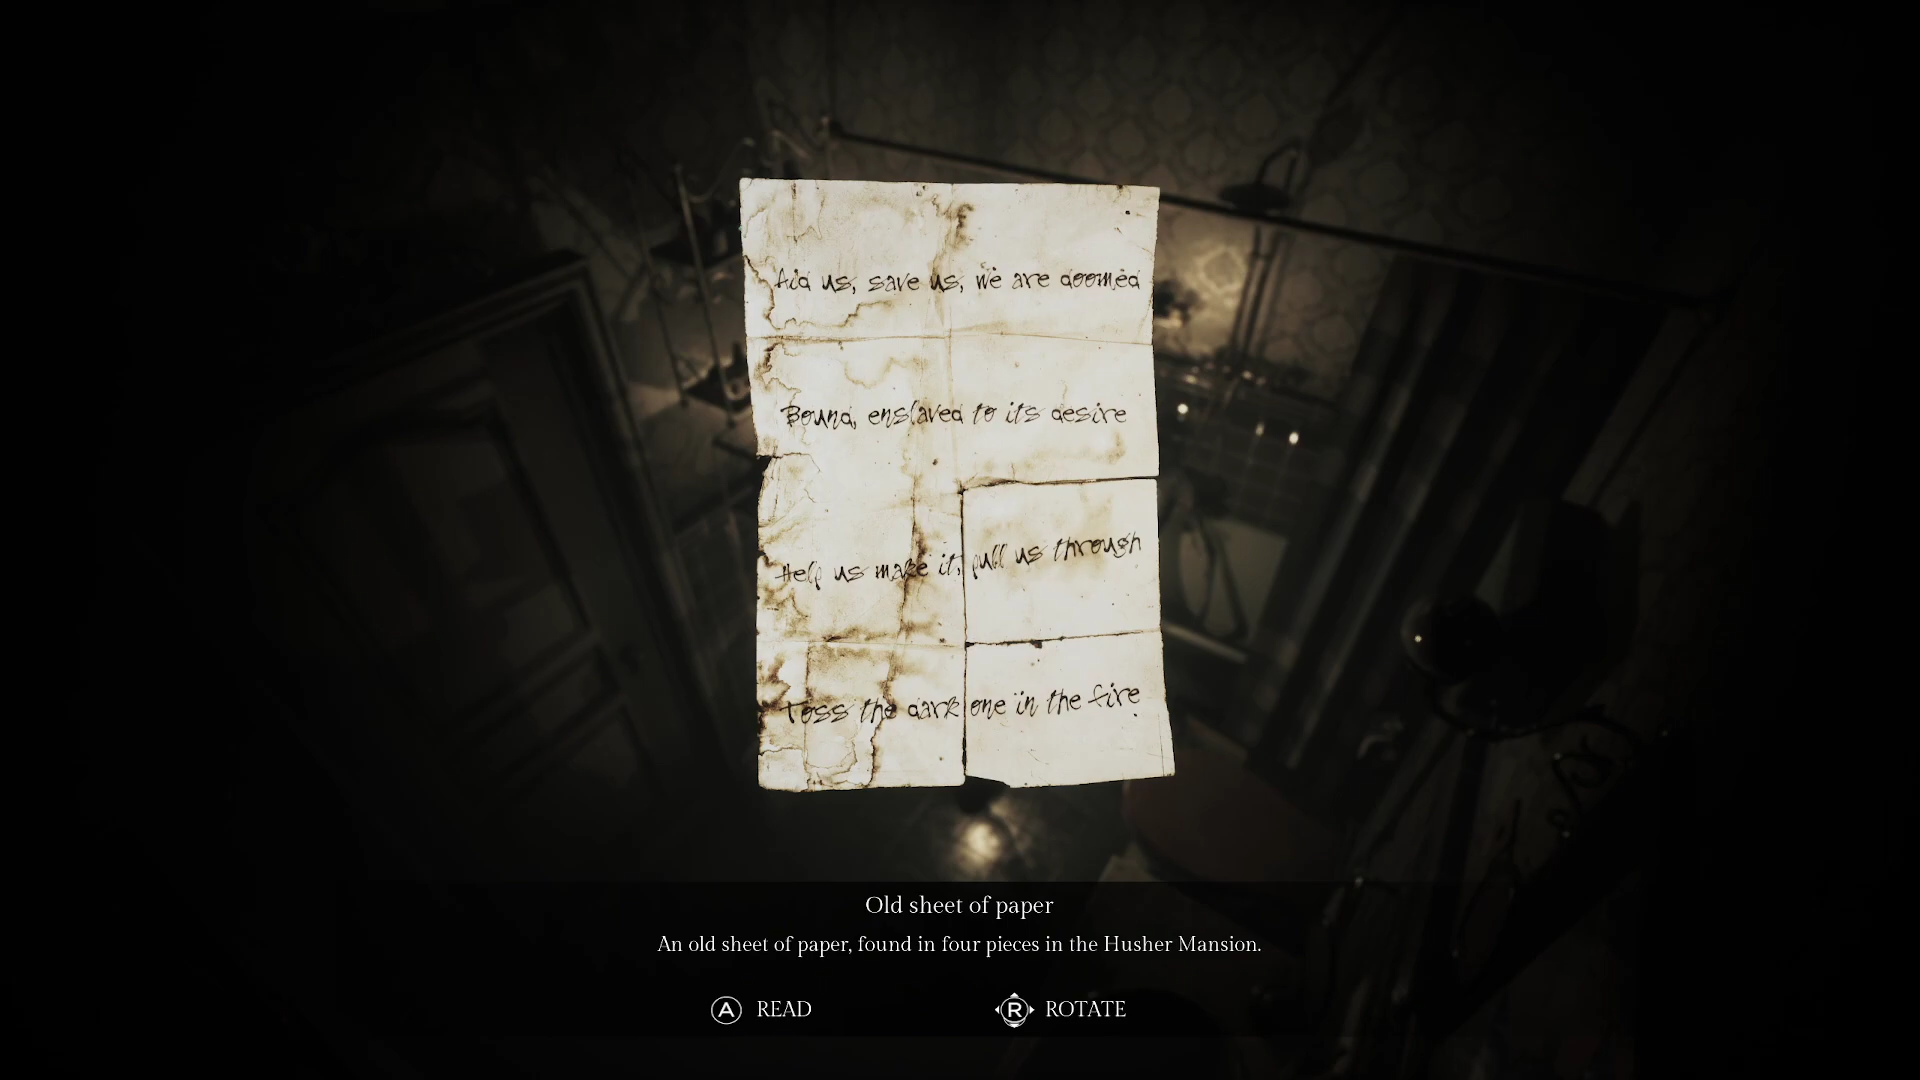 Aid us, save us, we are doomed
Bound, enslaved to its desire
Help us make it, pull us through
Toss the dark one in the fire
Old sheet of paper
An old sheet of paper, found in four pieces in the Husher Mansion.
A READ R ROTATE